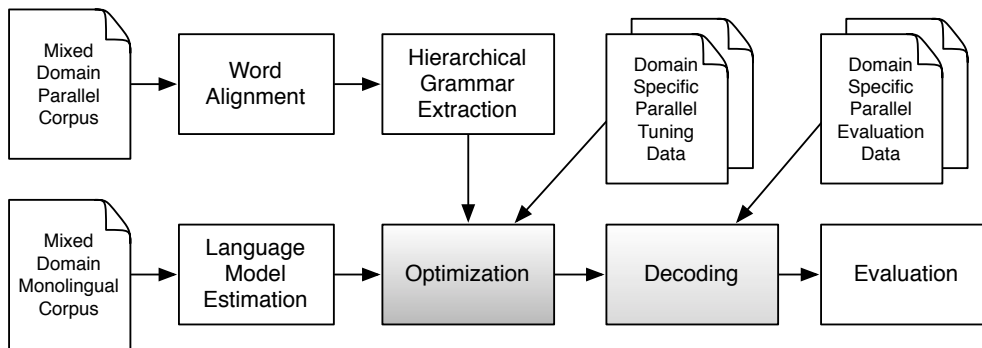 Mixed
Domain
Parallel
Corpus
Word
Alignment
Hierarchical
Grammar
Extraction
Domain
Specific
Parallel
Tuning
Data
Domain
Specific
Parallel
Evaluation
Data
Mixed
Domain
Monolingual
Corpus
Language
Model
Estimation
Optimization
Decoding
Evaluation